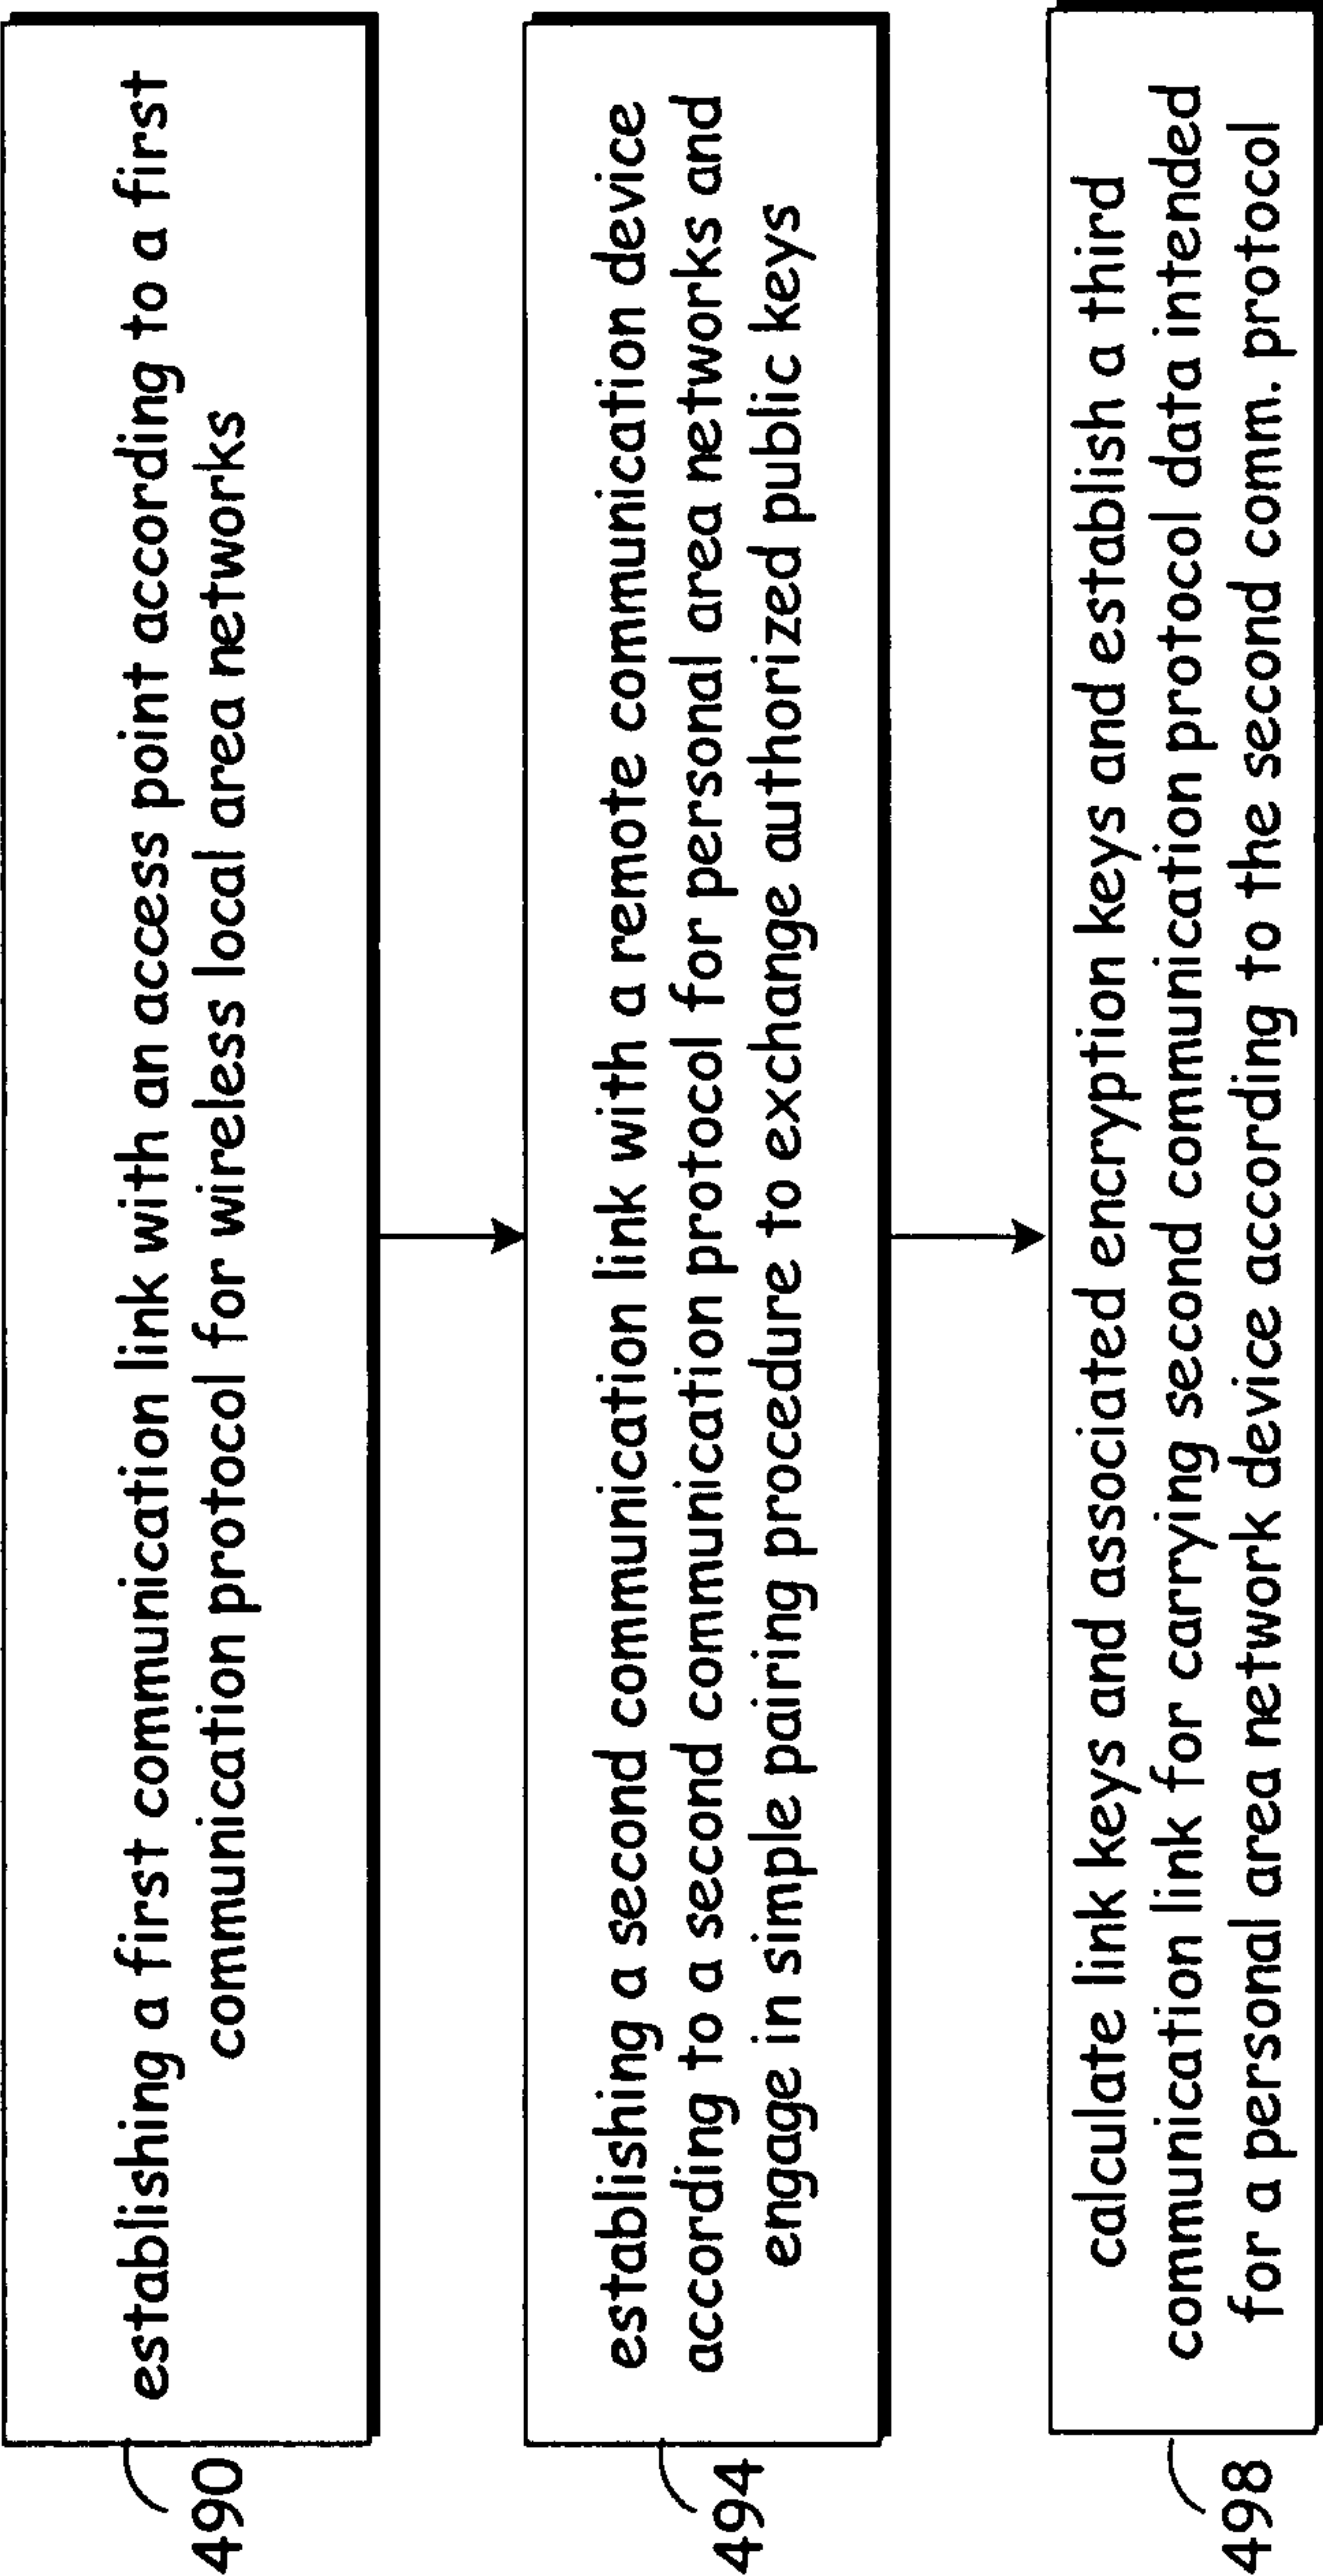 establishing a first communication link with an access point according to a first
communication protocol for wireless local area networks
490
establishing a second communication link with a remote communication device
according to a second communication protocol for personal area networks and
engage in simple pairing procedure to exchange authorized public keys
494
calculate link keys and associated encryption keys and establish a third
communication link for carrying second communication protocol data intended
for a personal area network device according to the second comm. protocol
498